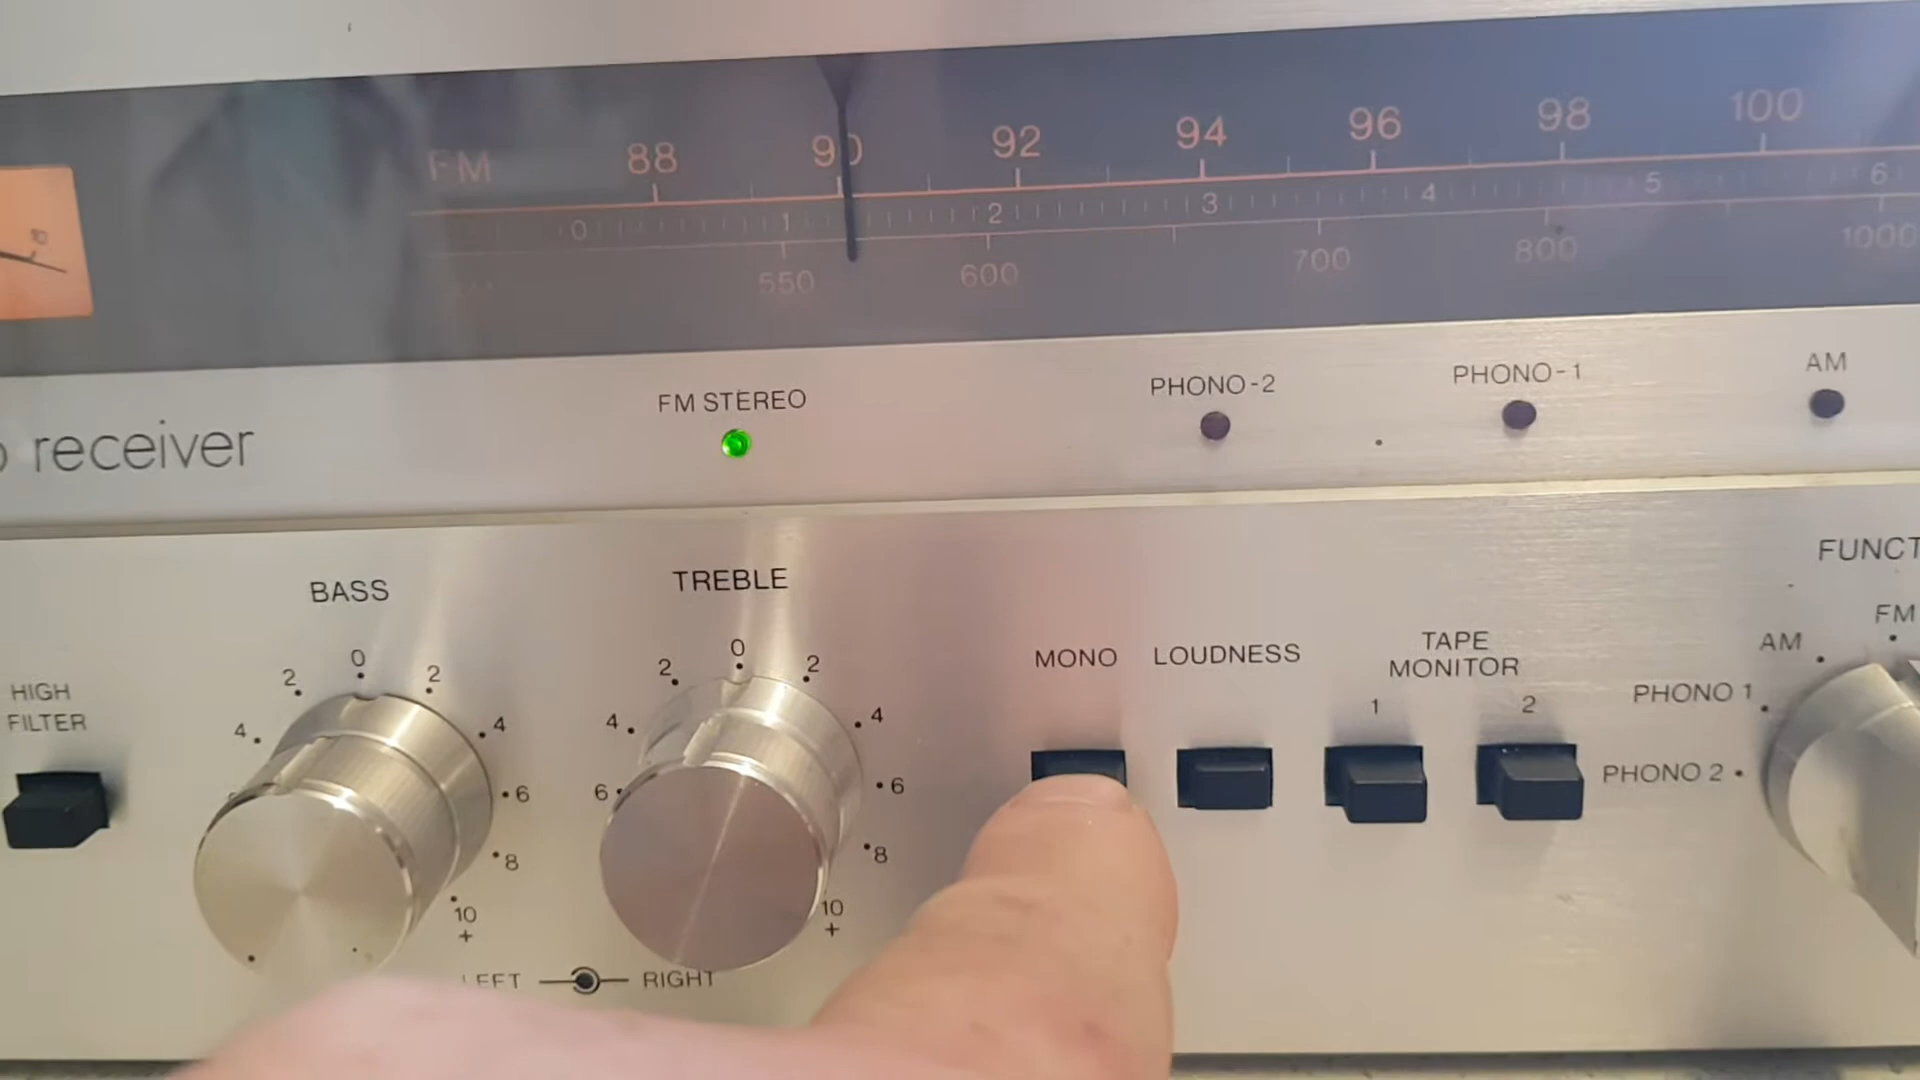 FM 88 90 92 94 96 98 100
0 1 2 3 4 5 6
550 600 700 800 1000
10
receiver
FM STEREO
PHONO-2
PHONO-1
AM
HIGH
FILTER
BASS
2 0 2
4 4
6
8
10
+
TREBLE
2 0 2
4 4
6 6
8
10
+
LEFT RIGHT
MONO
LOUDNESS
TAPE
MONITOR
1 2
FUNCT
FM
AM
PHONO 1
PHONO 2